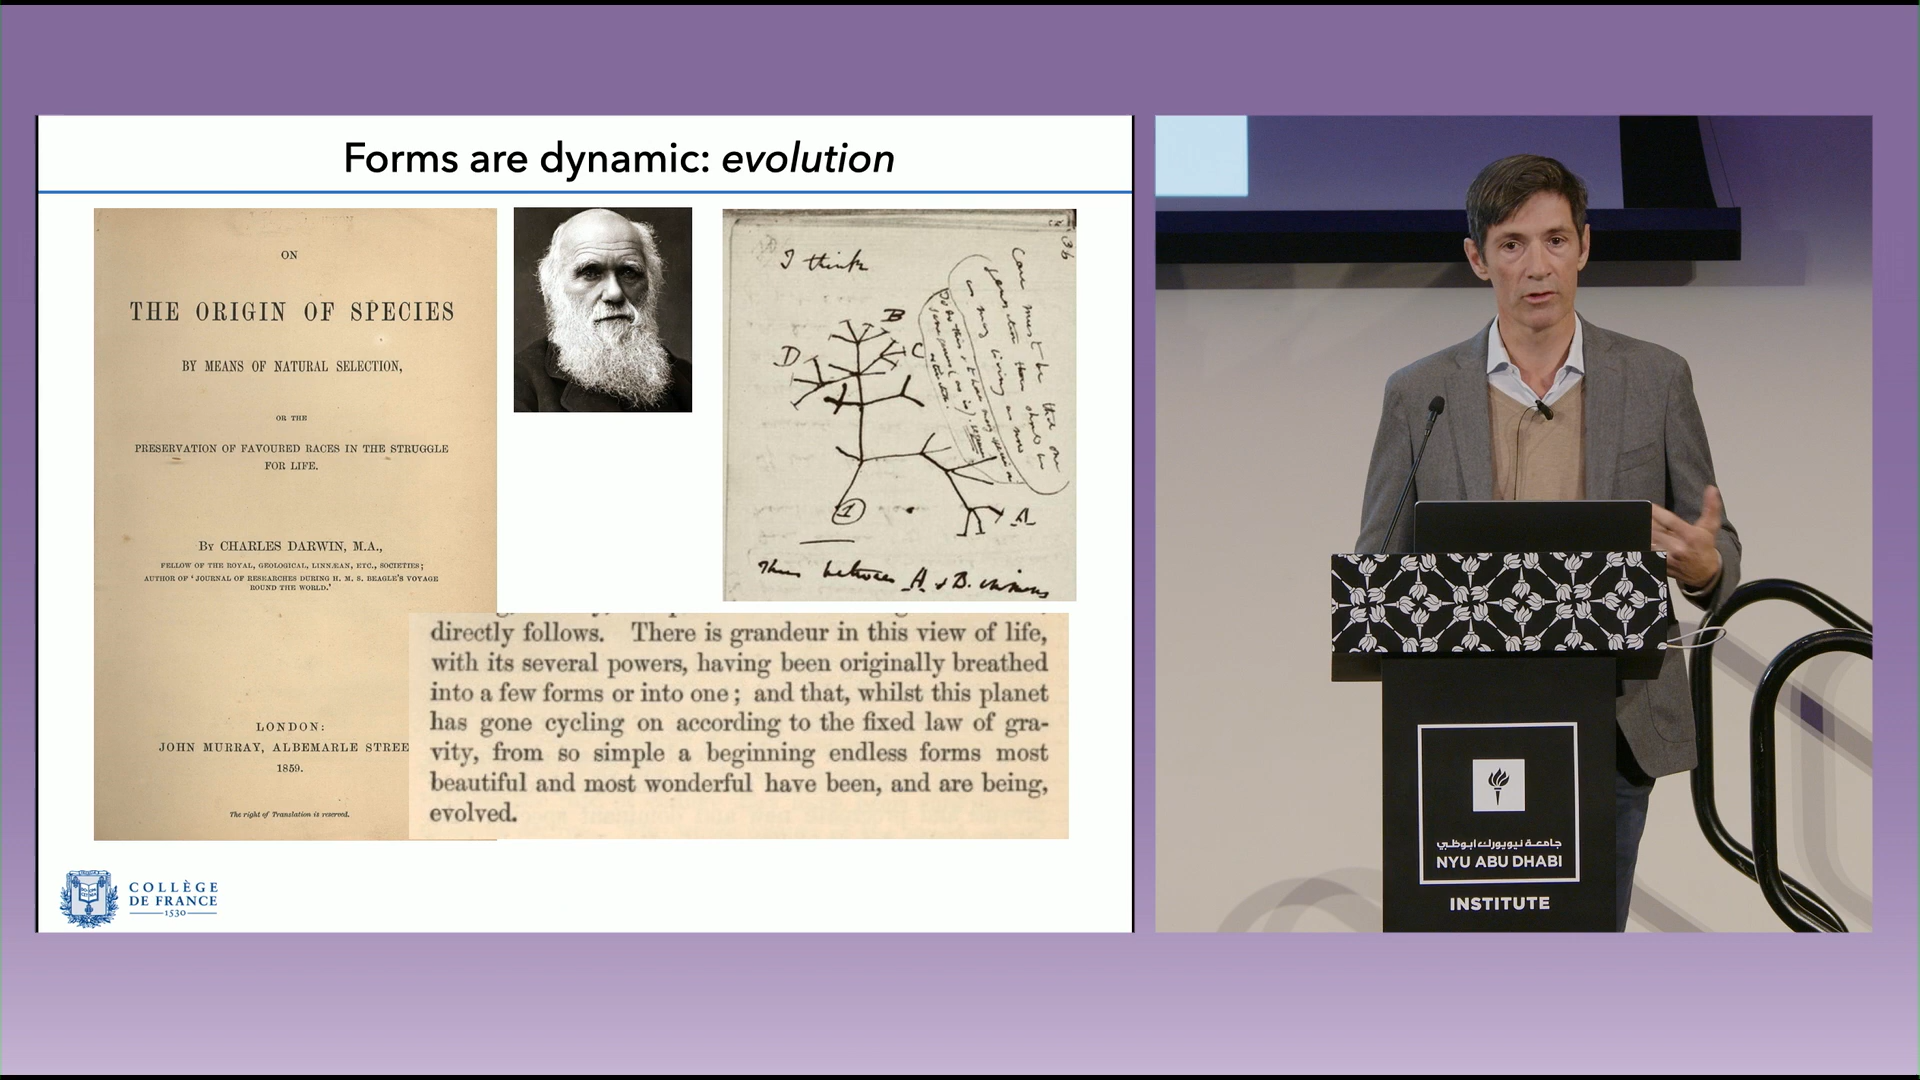 Forms are dynamic: evolution
ON
THE ORIGIN OF SPECIES
BY MEANS OF NATURAL SELECTION,
OR THE
PRESERVATION OF FAVOURED RACES IN THE STRUGGLE
FOR LIFE.
By CHARLES DARWIN, M.A.,
FELLOW OF THE ROYAL, GEOLOGICAL, LINNÆAN, ETC., SOCIETIES;
AUTHOR OF 'JOURNAL OF RESEARCHES DURING H. M. S. BEAGLE'S VOYAGE
ROUND THE WORLD.'
LONDON:
JOHN MURRAY, ALBEMARLE STREE
1859.
The right of Translation is reserved.
36
I think
B
D
C
1
A
Thus between A & B. immens
directly follows. There is grandeur in this view of life,
with its several powers, having been originally breathed
into a few forms or into one; and that, whilst this planet
has gone cycling on according to the fixed law of gra-
vity, from so simple a beginning endless forms most
beautiful and most wonderful have been, and are being,
evolved.
COLLÈGE
DE FRANCE
1530
جامعة نيويورك أبوظبي
NYU ABU DHABI
INSTITUTE